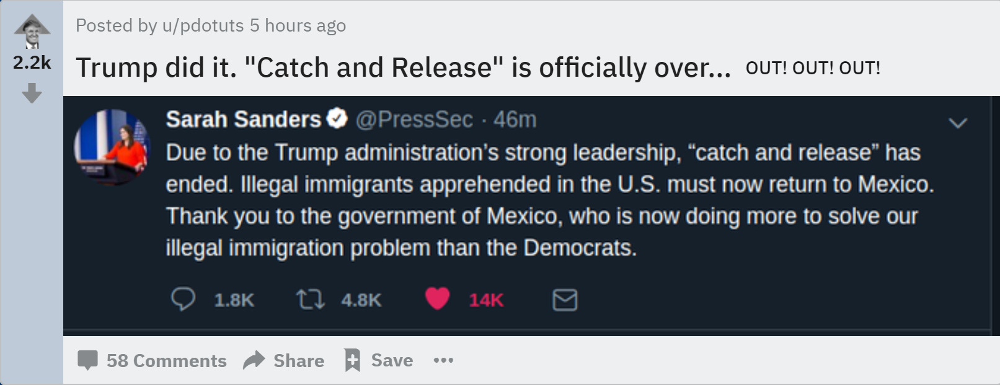 Posted by u/pdotuts 5 hours ago
2.2k
Trump did it. "Catch and Release" is officially over... OUT! OUT! OUT!
Sarah Sanders @PressSec · 46m
Due to the Trump administration’s strong leadership, “catch and release” has
ended. Illegal immigrants apprehended in the U.S. must now return to Mexico.
Thank you to the government of Mexico, who is now doing more to solve our
illegal immigration problem than the Democrats.
1.8K 4.8K 14K
58 Comments Share Save •••